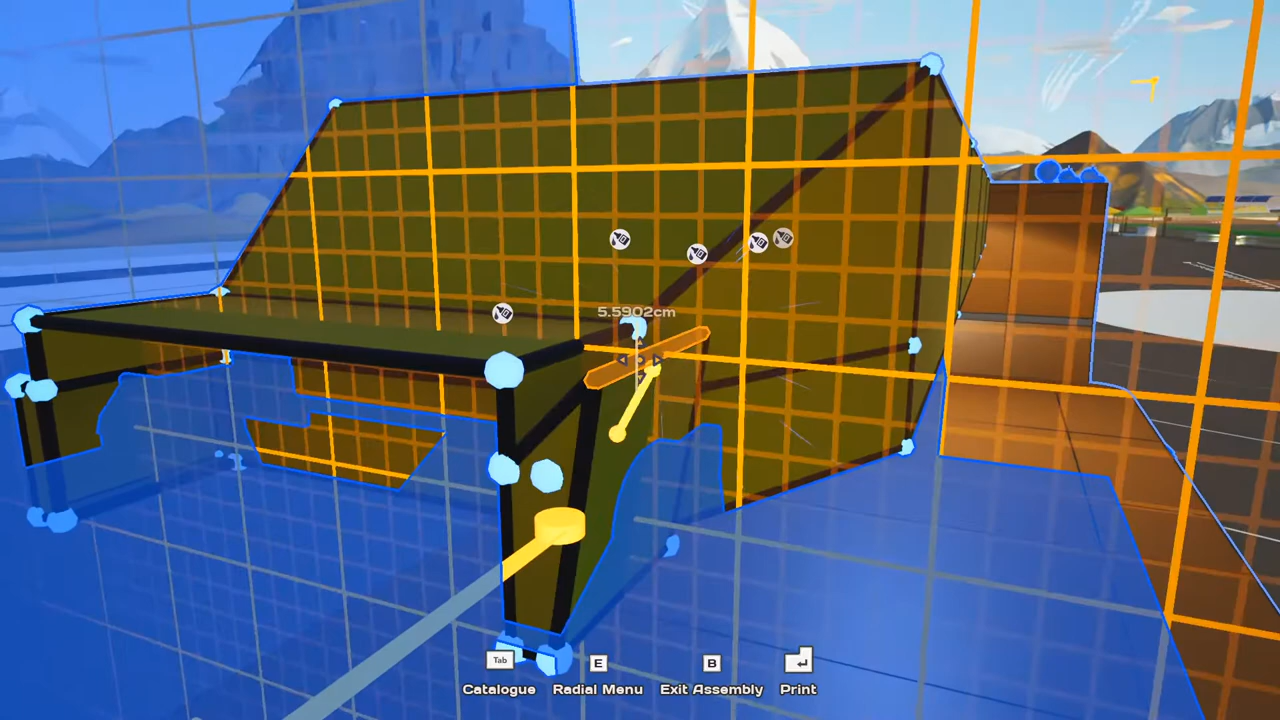 5.5902cm
Tab
E
B
Catalogue
Radial Menu
Exit Assembly
Print